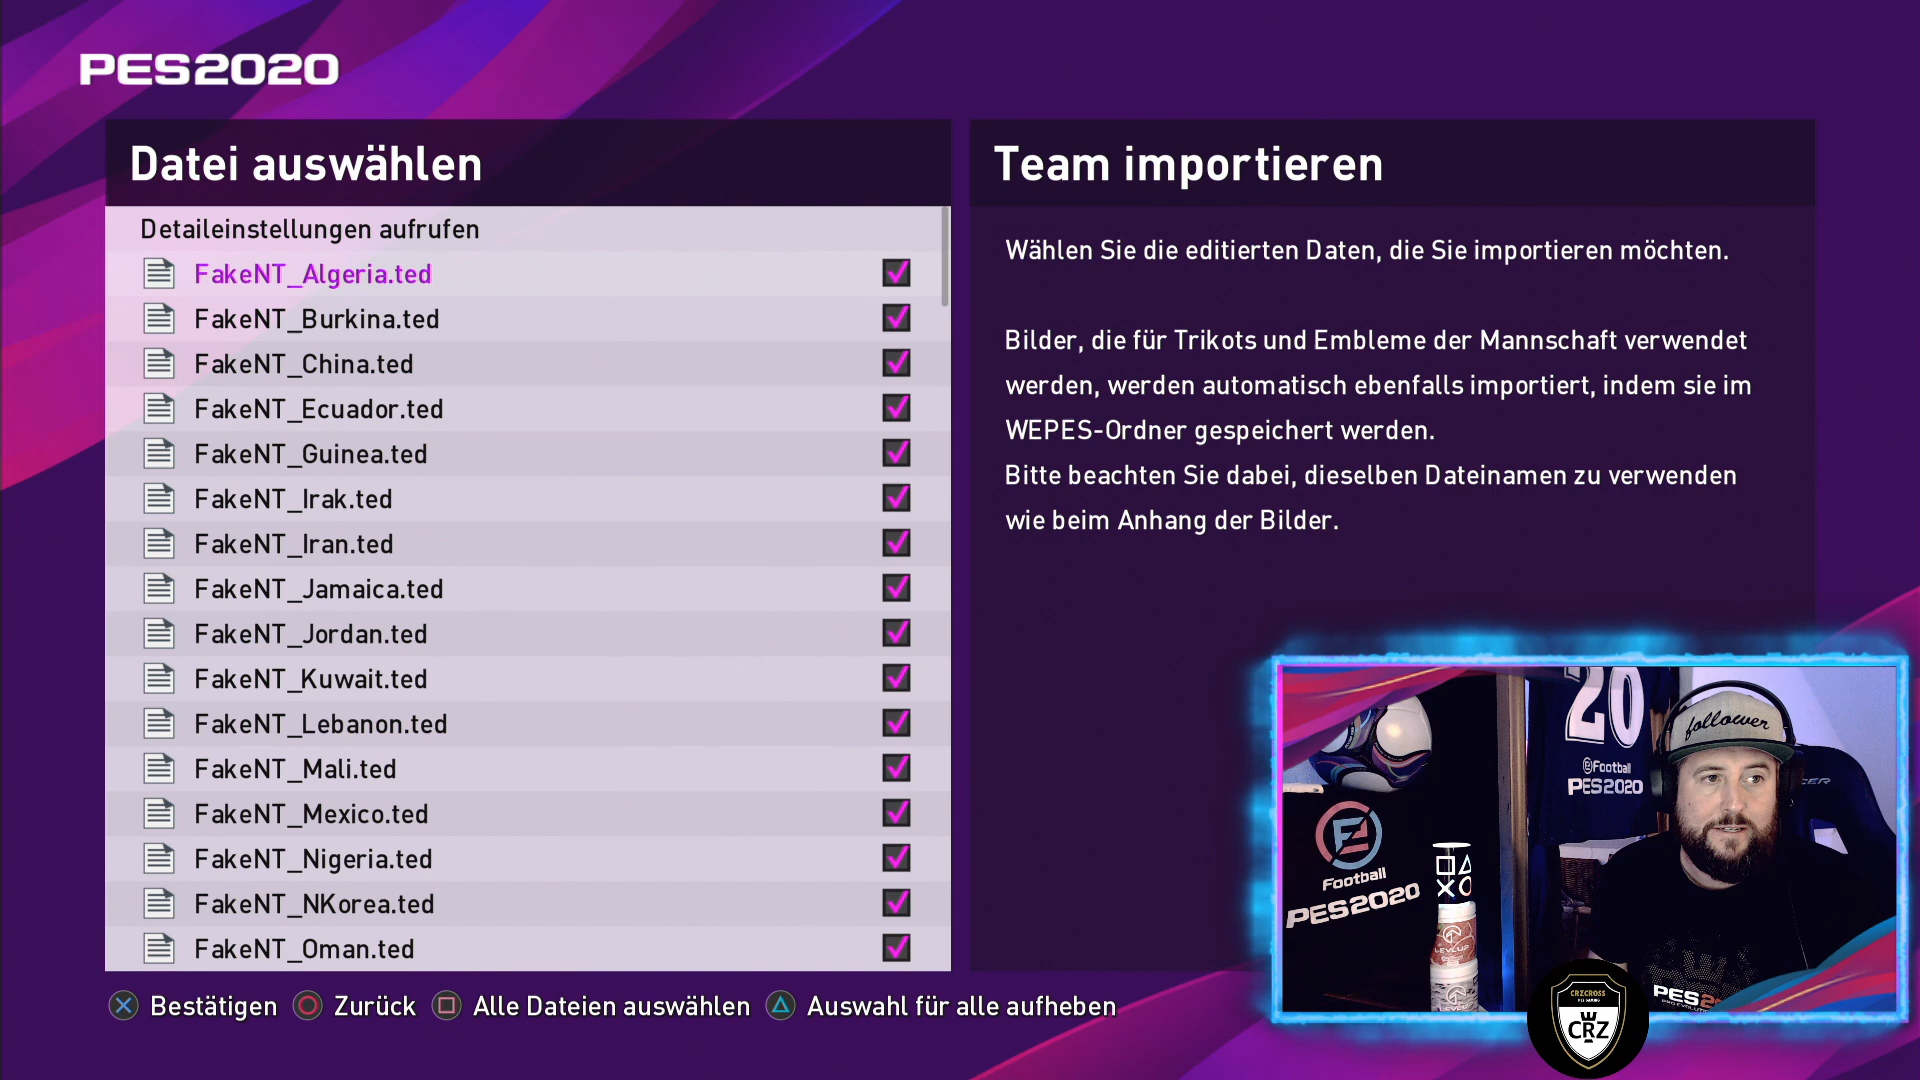 PES2020
Datei auswählen
Detaileinstellungen aufrufen
FakeNT_Algeria.ted
FakeNT_Burkina.ted
FakeNT_China.ted
FakeNT_Ecuador.ted
FakeNT_Guinea.ted
FakeNT_Irak.ted
FakeNT_Iran.ted
FakeNT_Jamaica.ted
FakeNT_Jordan.ted
FakeNT_Kuwait.ted
FakeNT_Lebanon.ted
FakeNT_Mali.ted
FakeNT_Mexico.ted
FakeNT_Nigeria.ted
FakeNT_NKorea.ted
FakeNT_Oman.ted
Team importieren
Wählen Sie die editierten Daten, die Sie importieren möchten.
Bilder, die für Trikots und Embleme der Mannschaft verwendet
werden, werden automatisch ebenfalls importiert, indem sie im
WEPES-Ordner gespeichert werden.
Bitte beachten Sie dabei, dieselben Dateinamen zu verwenden
wie beim Anhang der Bilder.
20
Football
PES2020
follower
Football
PES2020
LEVLUP
PES
CRZCROSS
PES GAMING
CRZ
Bestätigen
Zurück
Alle Dateien auswählen
Auswahl für alle aufheben